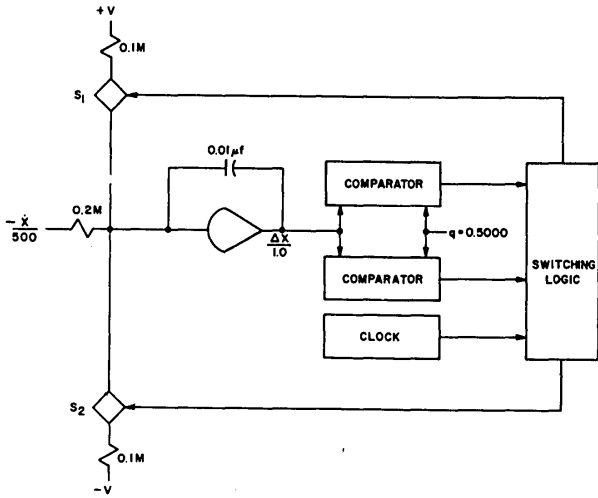 +V
0.1M
S1
0.01μf
COMPARATOR
-ẋ/500
0.2M
ΔX/1.0
q=0.5000
SWITCHING
LOGIC
COMPARATOR
CLOCK
S2
0.1M
-V